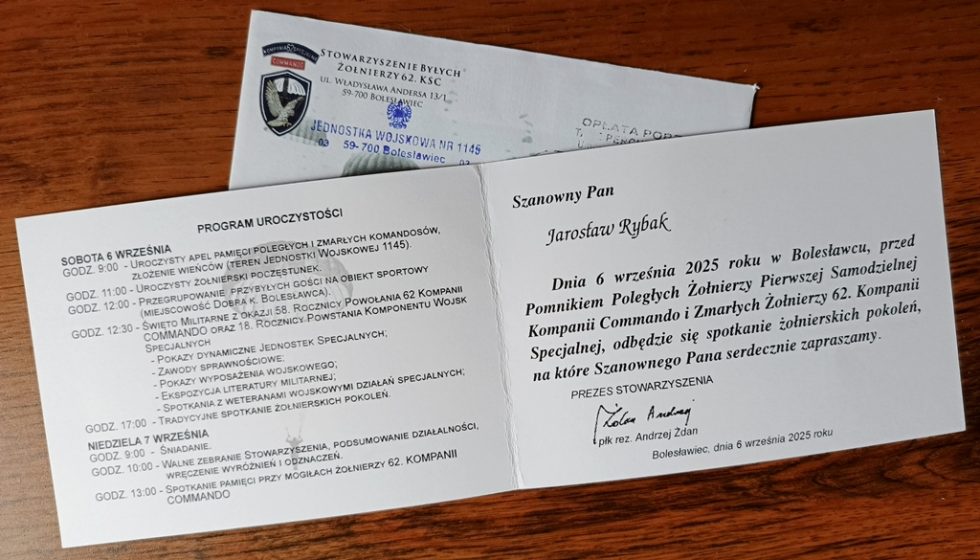 KOMPANIA 62 SPECJALNA
COMMANDO
STOWARZYSZENIE BYŁYCH
ŻOŁNIERZY 62. KSC
UL. WŁADYSŁAWA ANDERSA 13/1
59-700 BOLESŁAWIEC
JEDNOSTKA WOJSKOWA NR 1145
03 59-700 Bolesławiec 03
OPŁATA
PROGRAM UROCZYSTOŚCI
SOBOTA 6 WRZEŚNIA
GODZ. 9:00 - UROCZYSTY APEL PAMIĘCI POLEGŁYCH I ZMARŁYCH KOMANDOSÓW,
ZŁOŻENIE WIEŃCÓW (TEREN JEDNOSTKI WOJSKOWEJ 1145).
GODZ. 11:00 - UROCZYSTY ŻOŁNIERSKI POCZĘSTUNEK.
GODZ. 12:00 - PRZEGRUPOWANIE PRZYBYŁYCH GOŚCI NA OBIEKT SPORTOWY
(MIEJSCOWOŚĆ DOBRA K. BOLESŁAWCA).
GODZ. 12:30 - ŚWIĘTO MILITARNE Z OKAZJI 58. ROCZNICY POWOŁANIA 62 KOMPANII
COMMANDO ORAZ 18. ROCZNICY POWSTANIA KOMPONENTU WOJSK
SPECJALNYCH
- POKAZY DYNAMICZNE JEDNOSTEK SPECJALNYCH;
- ZAWODY SPRAWNOŚCIOWE;
- POKAZY WYPOSAŻENIA WOJSKOWEGO;
- EKSPOZYCJA LITERATURY MILITARNEJ;
- SPOTKANIA Z WETERANAMI WOJSKOWYMI DZIAŁAŃ SPECJALNYCH;
GODZ. 17:00 - TRADYCYJNE SPOTKANIE ŻOŁNIERSKICH POKOLEŃ.
NIEDZIELA 7 WRZEŚNIA
GODZ. 9:00 - ŚNIADANIE.
GODZ. 10:00 - WALNE ZEBRANIE STOWARZYSZENIA, PODSUMOWANIE DZIAŁALNOŚCI,
WRĘCZENIE WYRÓŻNIEŃ I ODZNACZEŃ.
GODZ. 13:00 - SPOTKANIE PAMIĘCI PRZY MOGIŁACH ŻOŁNIERZY 62. KOMPANII
COMMANDO
Szanowny Pan
Jarosław Rybak
Dnia 6 września 2025 roku w Bolesławcu, przed
Pomnikiem Poległych Żołnierzy Pierwszej Samodzielnej
Kompanii Commando i Zmarłych Żołnierzy 62. Kompanii
Specjalnej, odbędzie się spotkanie żołnierskich pokoleń,
na które Szanownego Pana serdecznie zapraszamy.
PREZES STOWARZYSZENIA
Żdan Andrzej
płk rez. Andrzej Żdan
Bolesławiec, dnia 6 września 2025 roku